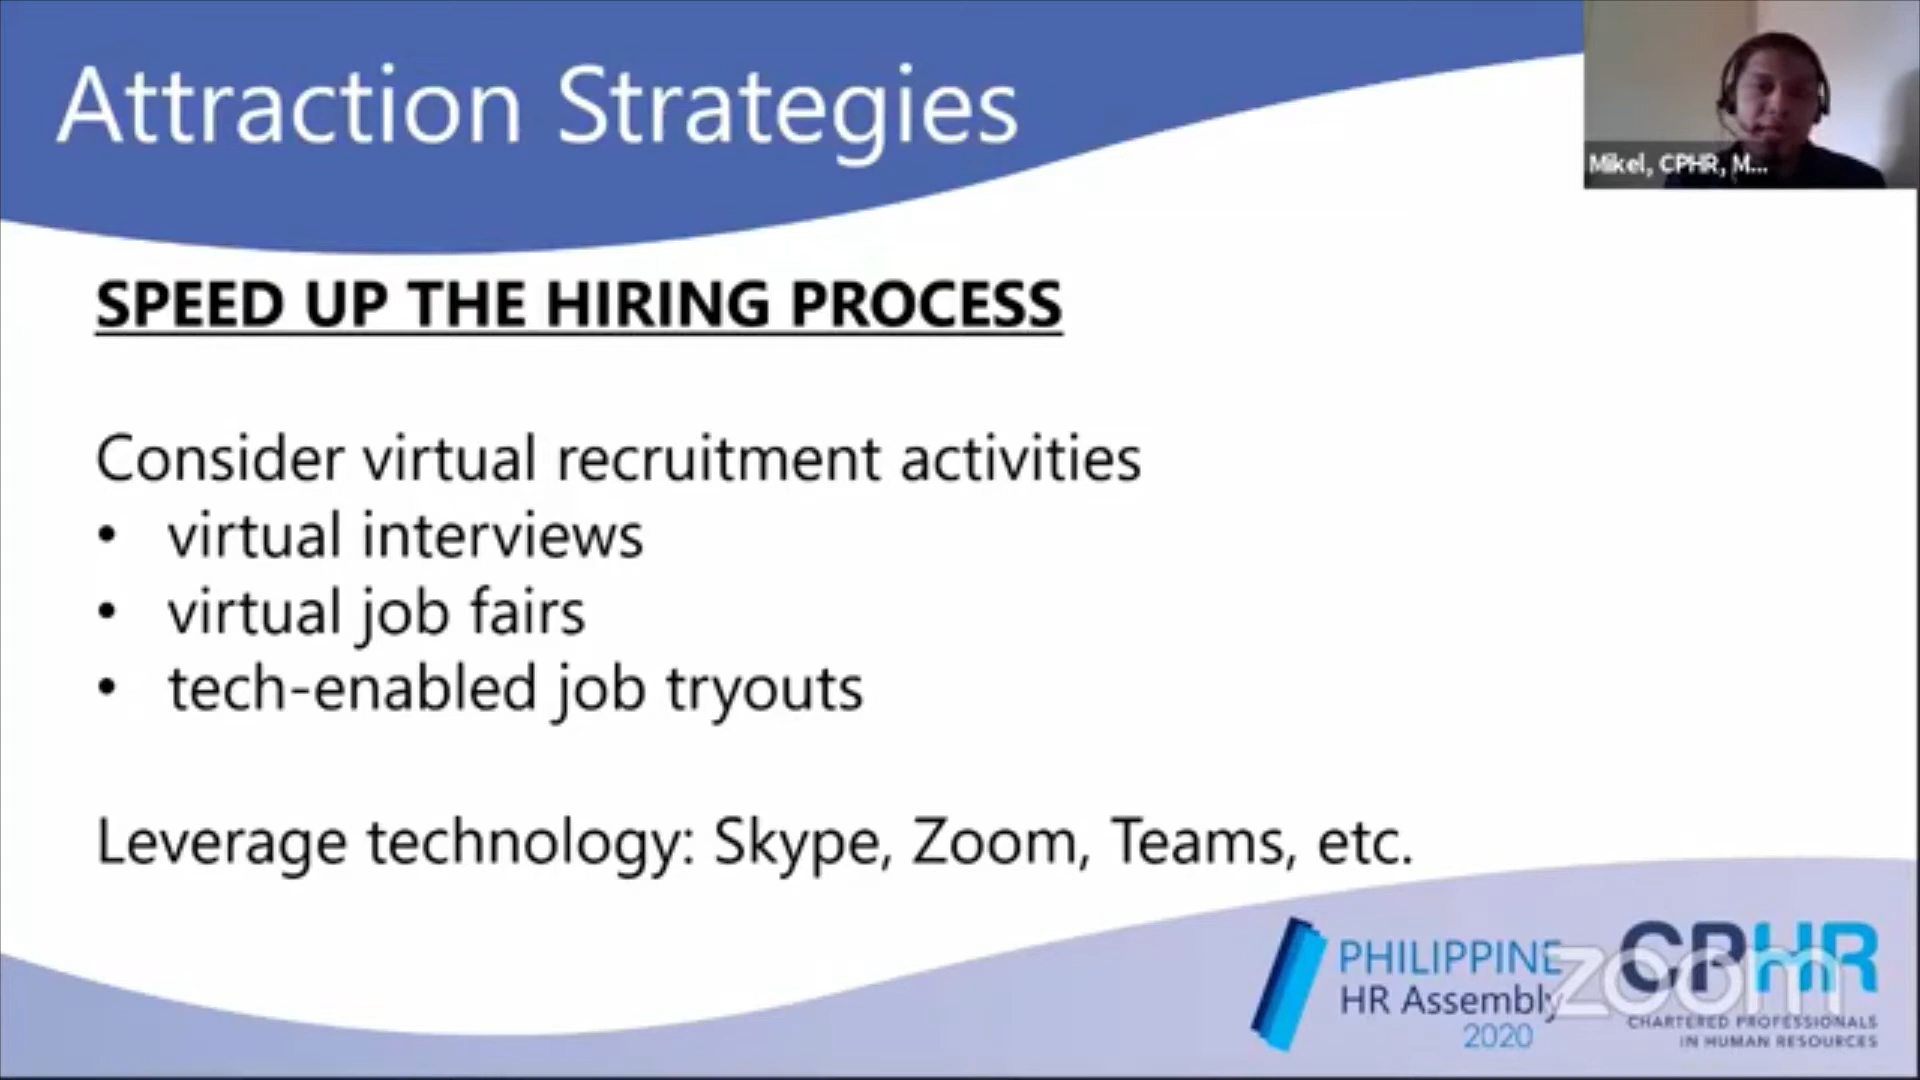 Attraction Strategies
Mikel, CPHR, M...
SPEED UP THE HIRING PROCESS
Consider virtual recruitment activities
• virtual interviews
• virtual job fairs
• tech-enabled job tryouts
Leverage technology: Skype, Zoom, Teams, etc.
PHILIPPINE
HR Assembly
2020
zoom
CPHR
CHARTERED PROFESSIONALS
IN HUMAN RESOURCES